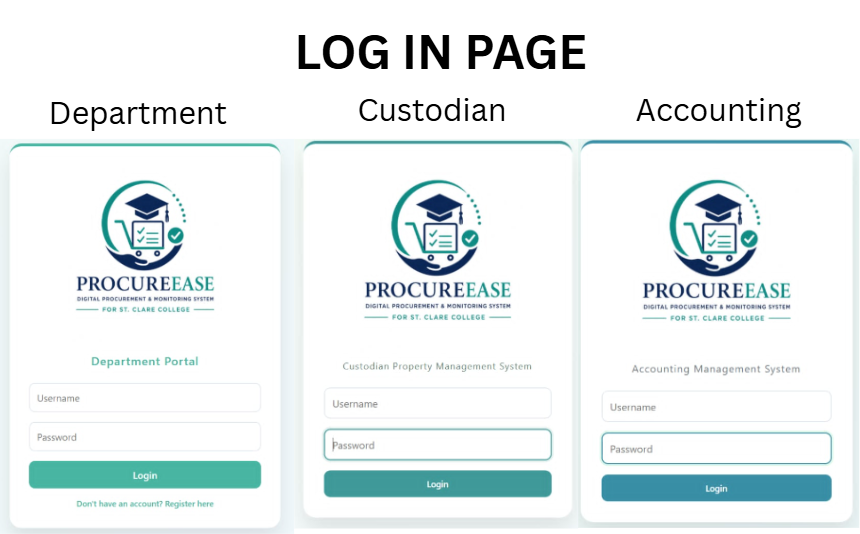 LOG IN PAGE
Department
Custodian
Accounting
PROCUREEASE
DIGITAL PROCUREMENT & MONITORING SYSTEM
FOR ST. CLARE COLLEGE
Department Portal
Username
Password
Login
Don't have an account? Register here
PROCUREEASE
DIGITAL PROCUREMENT & MONITORING SYSTEM
FOR ST. CLARE COLLEGE
Custodian Property Management System
Username
Password
Login
PROCUREEASE
DIGITAL PROCUREMENT & MONITORING SYSTEM
FOR ST. CLARE COLLEGE
Accounting Management System
Username
Password
Login